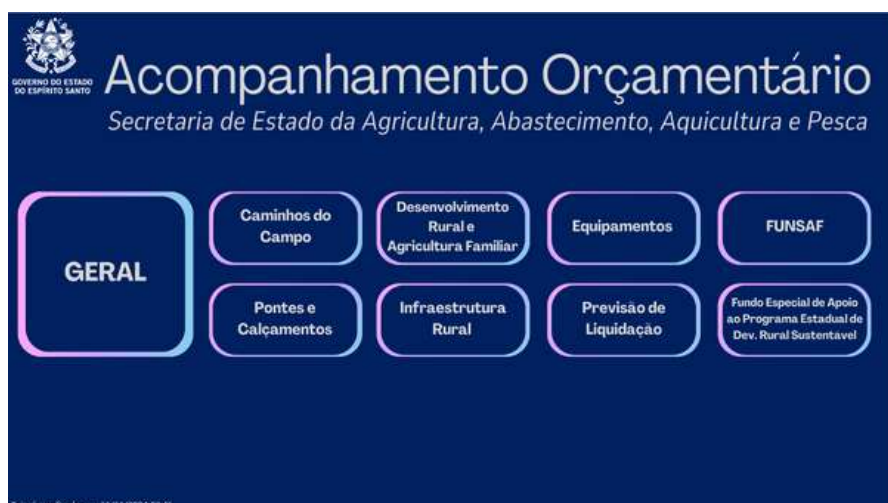 GOVERNO DO ESTADO
DO ESPÍRITO SANTO
Acompanhamento Orçamentário
Secretaria de Estado da Agricultura, Abastecimento, Aquicultura e Pesca
GERAL
Caminhos do
Campo
Desenvolvimento
Rural e
Agricultura Familiar
Equipamentos
FUNSAF
Pontes e
Calçamentos
Infraestrutura
Rural
Previsão de
Liquidação
Fundo Especial de Apoio
ao Programa Estadual de
Dev. Rural Sustentável